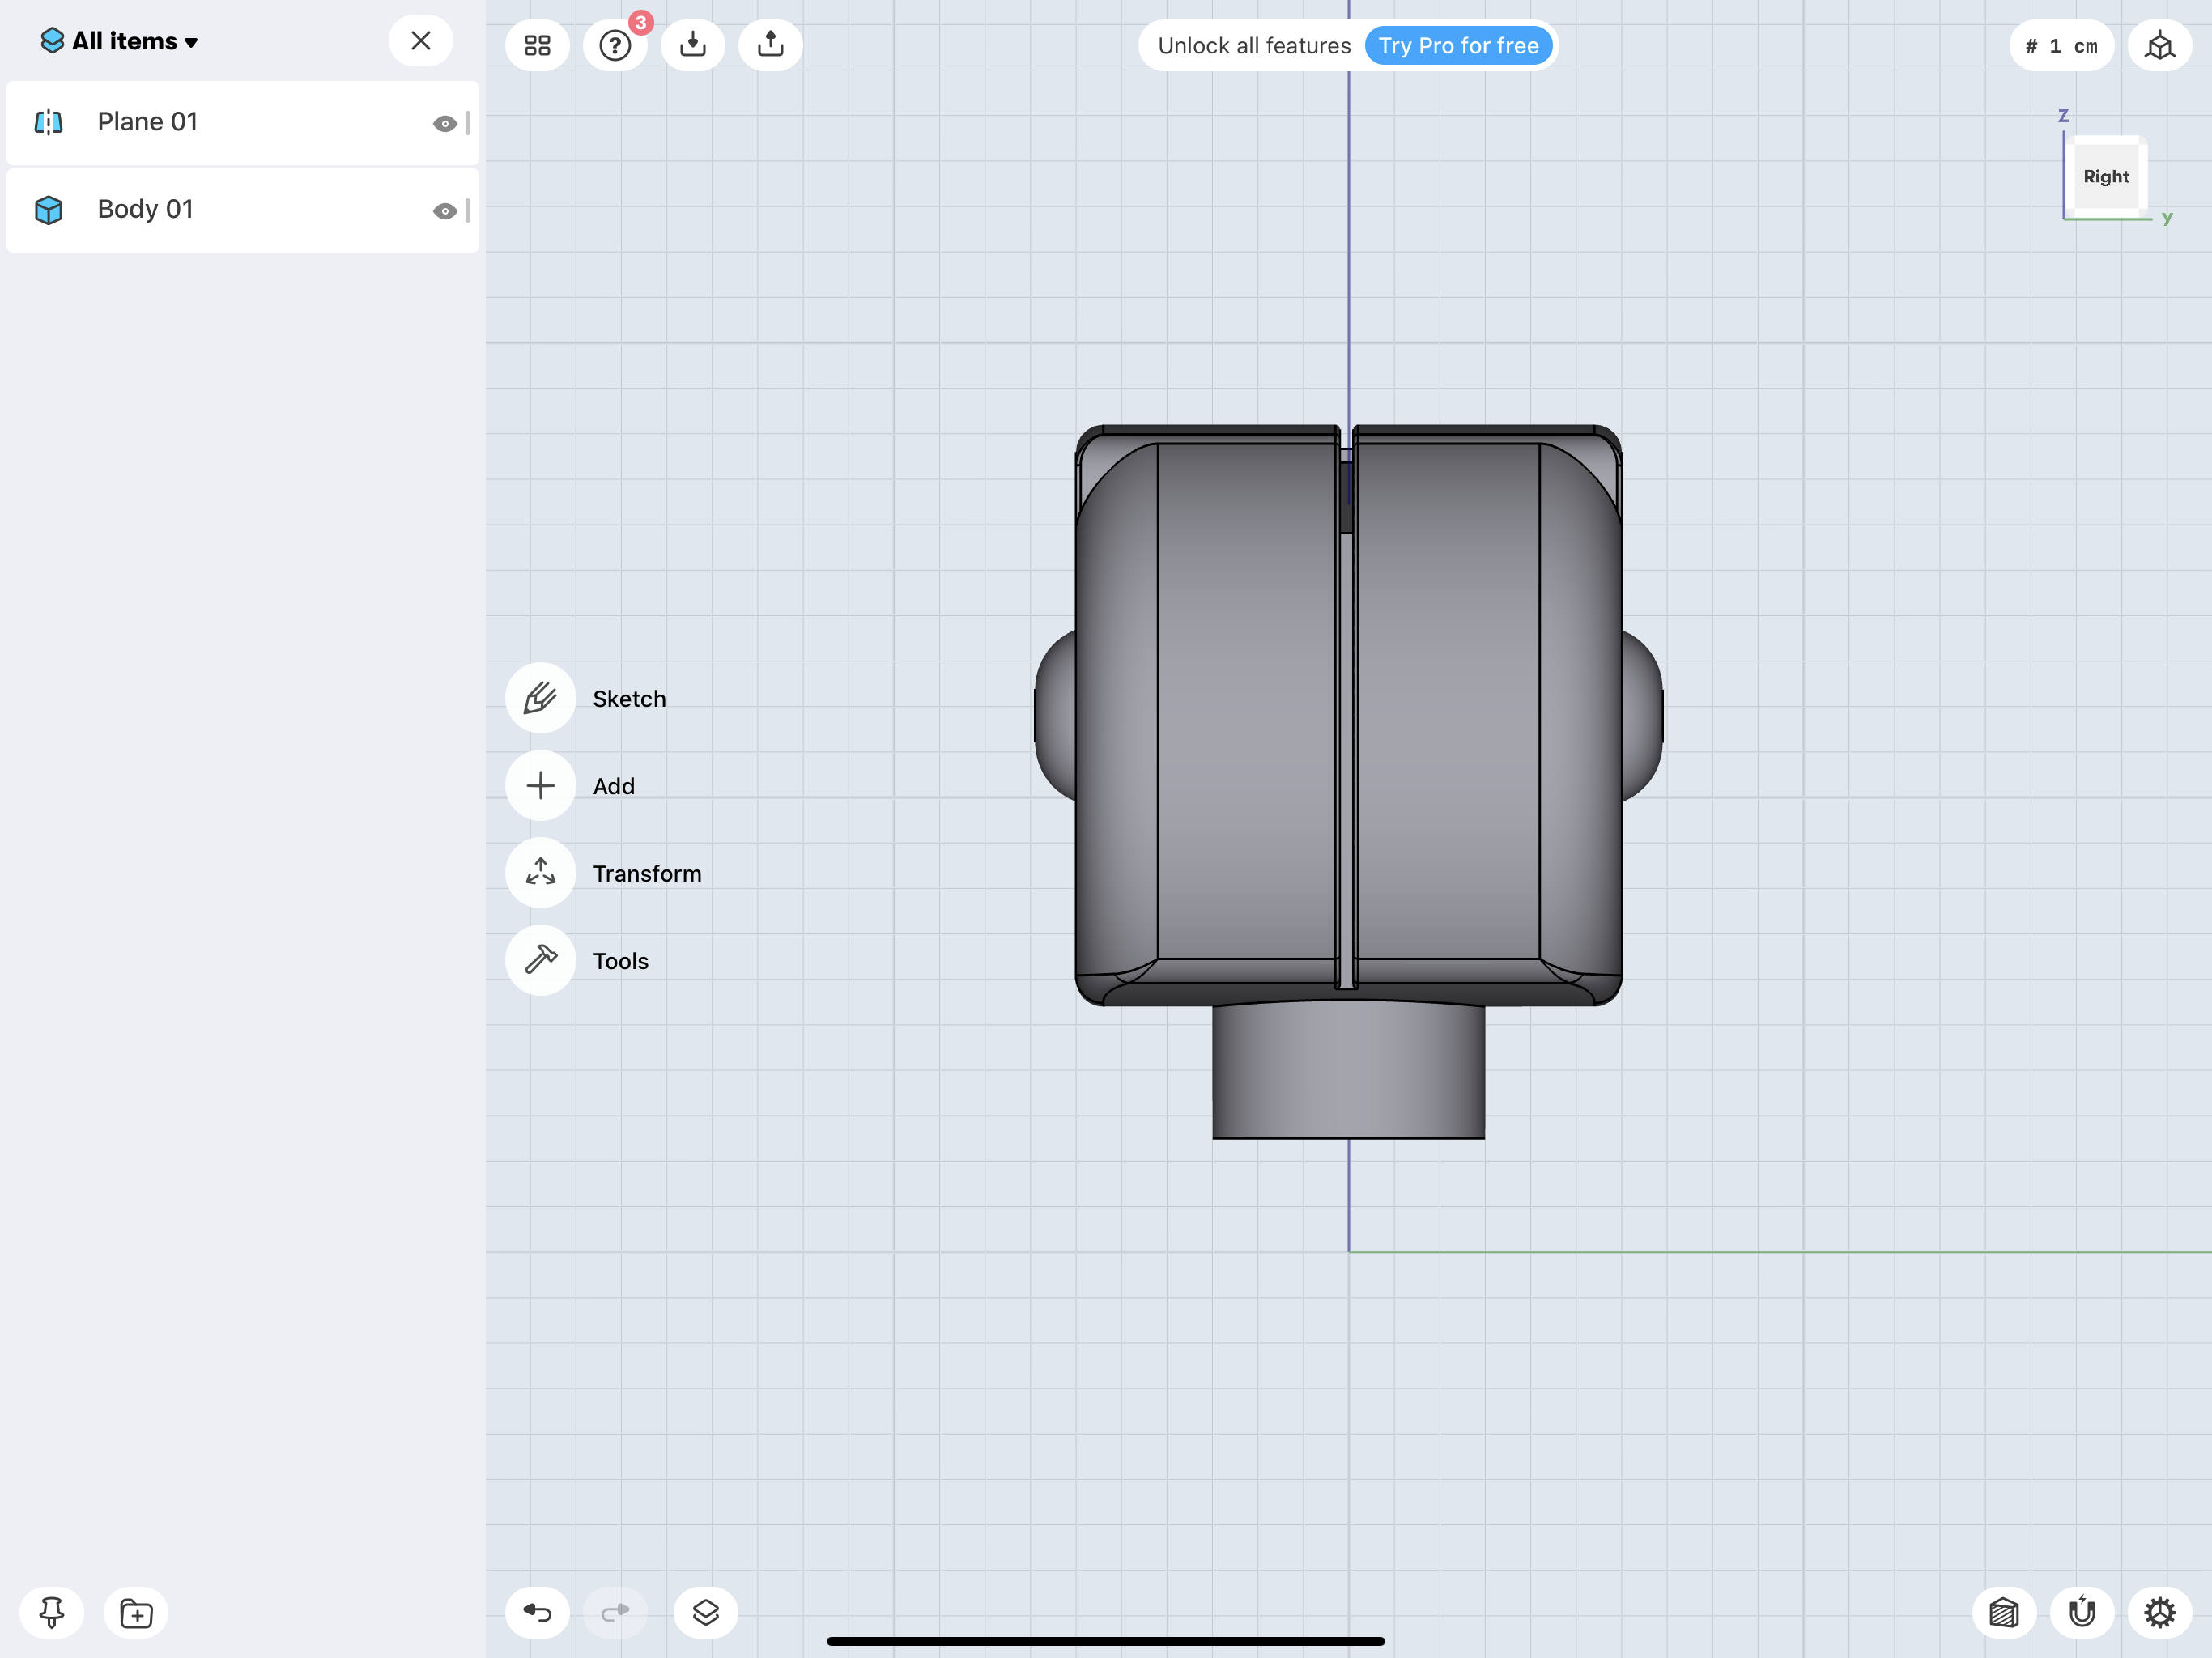 All items
3
Unlock all features Try Pro for free
# 1 cm
Plane 01
Z
Right
Y
Body 01
Sketch
Add
Transform
Tools